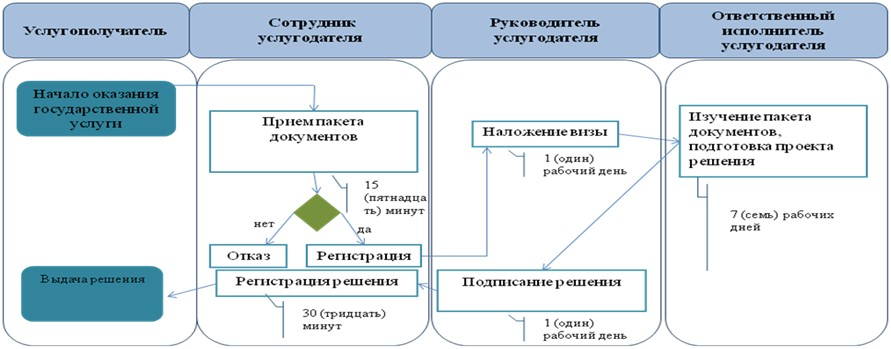 Услугополучатель
Сотрудник
услугодателя
Руководитель
услугодателя
Ответственный
исполнитель
услугодателя
Начало оказания
государственной
услуги
Прием пакета
документов
15
(пятнадца
ть) минут
нет
да
Отказ
Регистрация
Наложение визы
1 (один)
рабочий день
Изучение пакета
документов,
подготовка проекта
решения
7 (семь) рабочих
дней
Подписание решения
1 (один)
рабочий день
Регистрация решения
30 (тридцать)
минут
Выдача решения